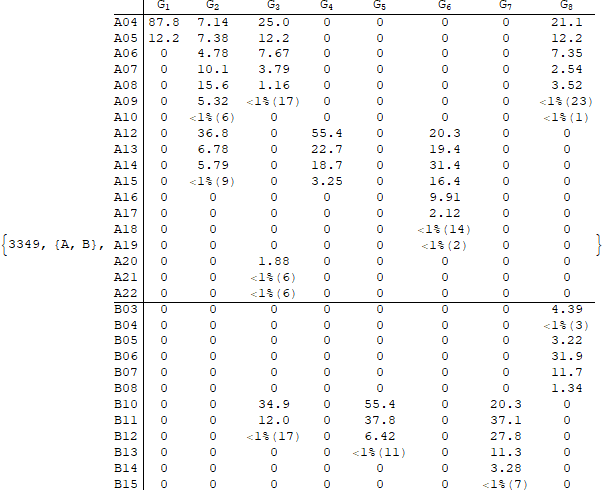 G₁ G₂ G₃ G₄ G₅ G₆ G₇ G₈
A04 87.8 7.14 25.0 0 0 0 0 21.1
A05 12.2 7.38 12.2 0 0 0 0 12.2
A06 0 4.78 7.67 0 0 0 0 7.35
A07 0 10.1 3.79 0 0 0 0 2.54
A08 0 15.6 1.16 0 0 0 0 3.52
A09 0 5.32 <1%(17) 0 0 0 0 <1%(23)
A10 0 <1%(6) 0 0 0 0 0 <1%(1)
A12 0 36.8 0 55.4 0 20.3 0 0
A13 0 6.78 0 22.7 0 19.4 0 0
A14 0 5.79 0 18.7 0 31.4 0 0
A15 0 <1%(9) 0 3.25 0 16.4 0 0
A16 0 0 0 0 0 9.91 0 0
A17 0 0 0 0 0 2.12 0 0
A18 0 0 0 0 0 <1%(14) 0 0
{3349, {A, B}, A19 0 0 0 0 0 <1%(2) 0 0 }
A20 0 0 1.88 0 0 0 0 0
A21 0 0 <1%(6) 0 0 0 0 0
A22 0 0 <1%(6) 0 0 0 0 0
B03 0 0 0 0 0 0 0 4.39
B04 0 0 0 0 0 0 0 <1%(3)
B05 0 0 0 0 0 0 0 3.22
B06 0 0 0 0 0 0 0 31.9
B07 0 0 0 0 0 0 0 11.7
B08 0 0 0 0 0 0 0 1.34
B10 0 0 34.9 0 55.4 0 20.3 0
B11 0 0 12.0 0 37.8 0 37.1 0
B12 0 0 <1%(17) 0 6.42 0 27.8 0
B13 0 0 0 0 <1%(11) 0 11.3 0
B14 0 0 0 0 0 0 3.28 0
B15 0 0 0 0 0 0 <1%(7) 0